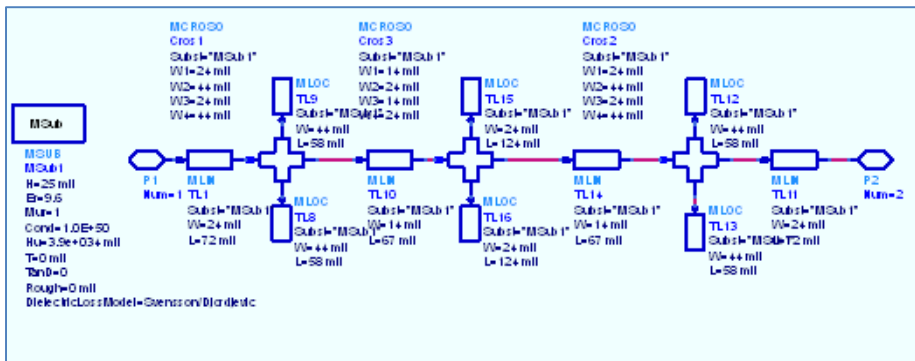 MCROSO
Cros1
Subst="MSub1"
W1=24 mil
W2=44 mil
W3=24 mil
W4=44 mil
MCROSO
Cros3
Subst="MSub1"
W1=14 mil
W2=24 mil
W3=14 mil
W4=24 mil
MCROSO
Cros2
Subst="MSub1"
W1=24 mil
W2=44 mil
W3=24 mil
W4=44 mil
MLOC
TL9
Subst="MSub1"
W=44 mil
L=58 mil
MLOC
TL15
Subst="MSub1"
W=24 mil
L=124 mil
MLOC
TL12
Subst="MSub1"
W=44 mil
L=58 mil
MSub
MSUB
MSub1
H=25 mil
Er=9.6
Mur=1
Cond=1.0E+50
Hu=3.9e+034 mil
T=0 mil
TanD=0
Rough=0 mil
DielectricLossModel=Svensson/Djordjevic
P1
Num=1
MLIN
TL1
Subst="MSub1"
W=24 mil
L=72 mil
MLOC
TL8
Subst="MSub1"
W=44 mil
L=58 mil
MLIN
TL10
Subst="MSub1"
W=14 mil
L=67 mil
MLOC
TL16
Subst="MSub1"
W=24 mil
L=124 mil
MLIN
TL14
Subst="MSub1"
W=14 mil
L=67 mil
MLOC
TL13
Subst="MSub1"
W=44 mil
L=58 mil
MLIN
TL11
Subst="MSub1"
W=24 mil
L=72 mil
P2
Num=2